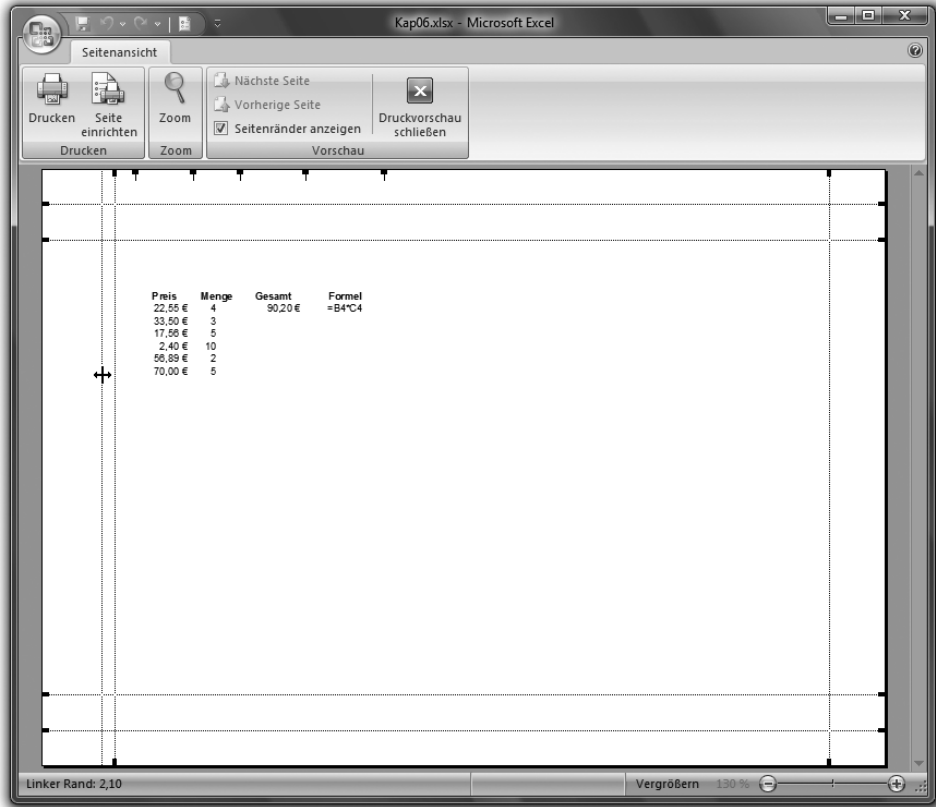 Kap06.xlsx - Microsoft Excel
Seitenansicht
Drucken
Seite einrichten
Drucken
Zoom
Zoom
Nächste Seite
Vorherige Seite
Seitenränder anzeigen
Druckvorschau schließen
Vorschau
Preis Menge Gesamt Formel
22,55 € 4 90,20 € =B4*C4
33,50 € 3
17,56 € 5
2,40 € 10
56,89 € 2
70,00 € 5
Linker Rand: 2,10
Vergrößern 130 %